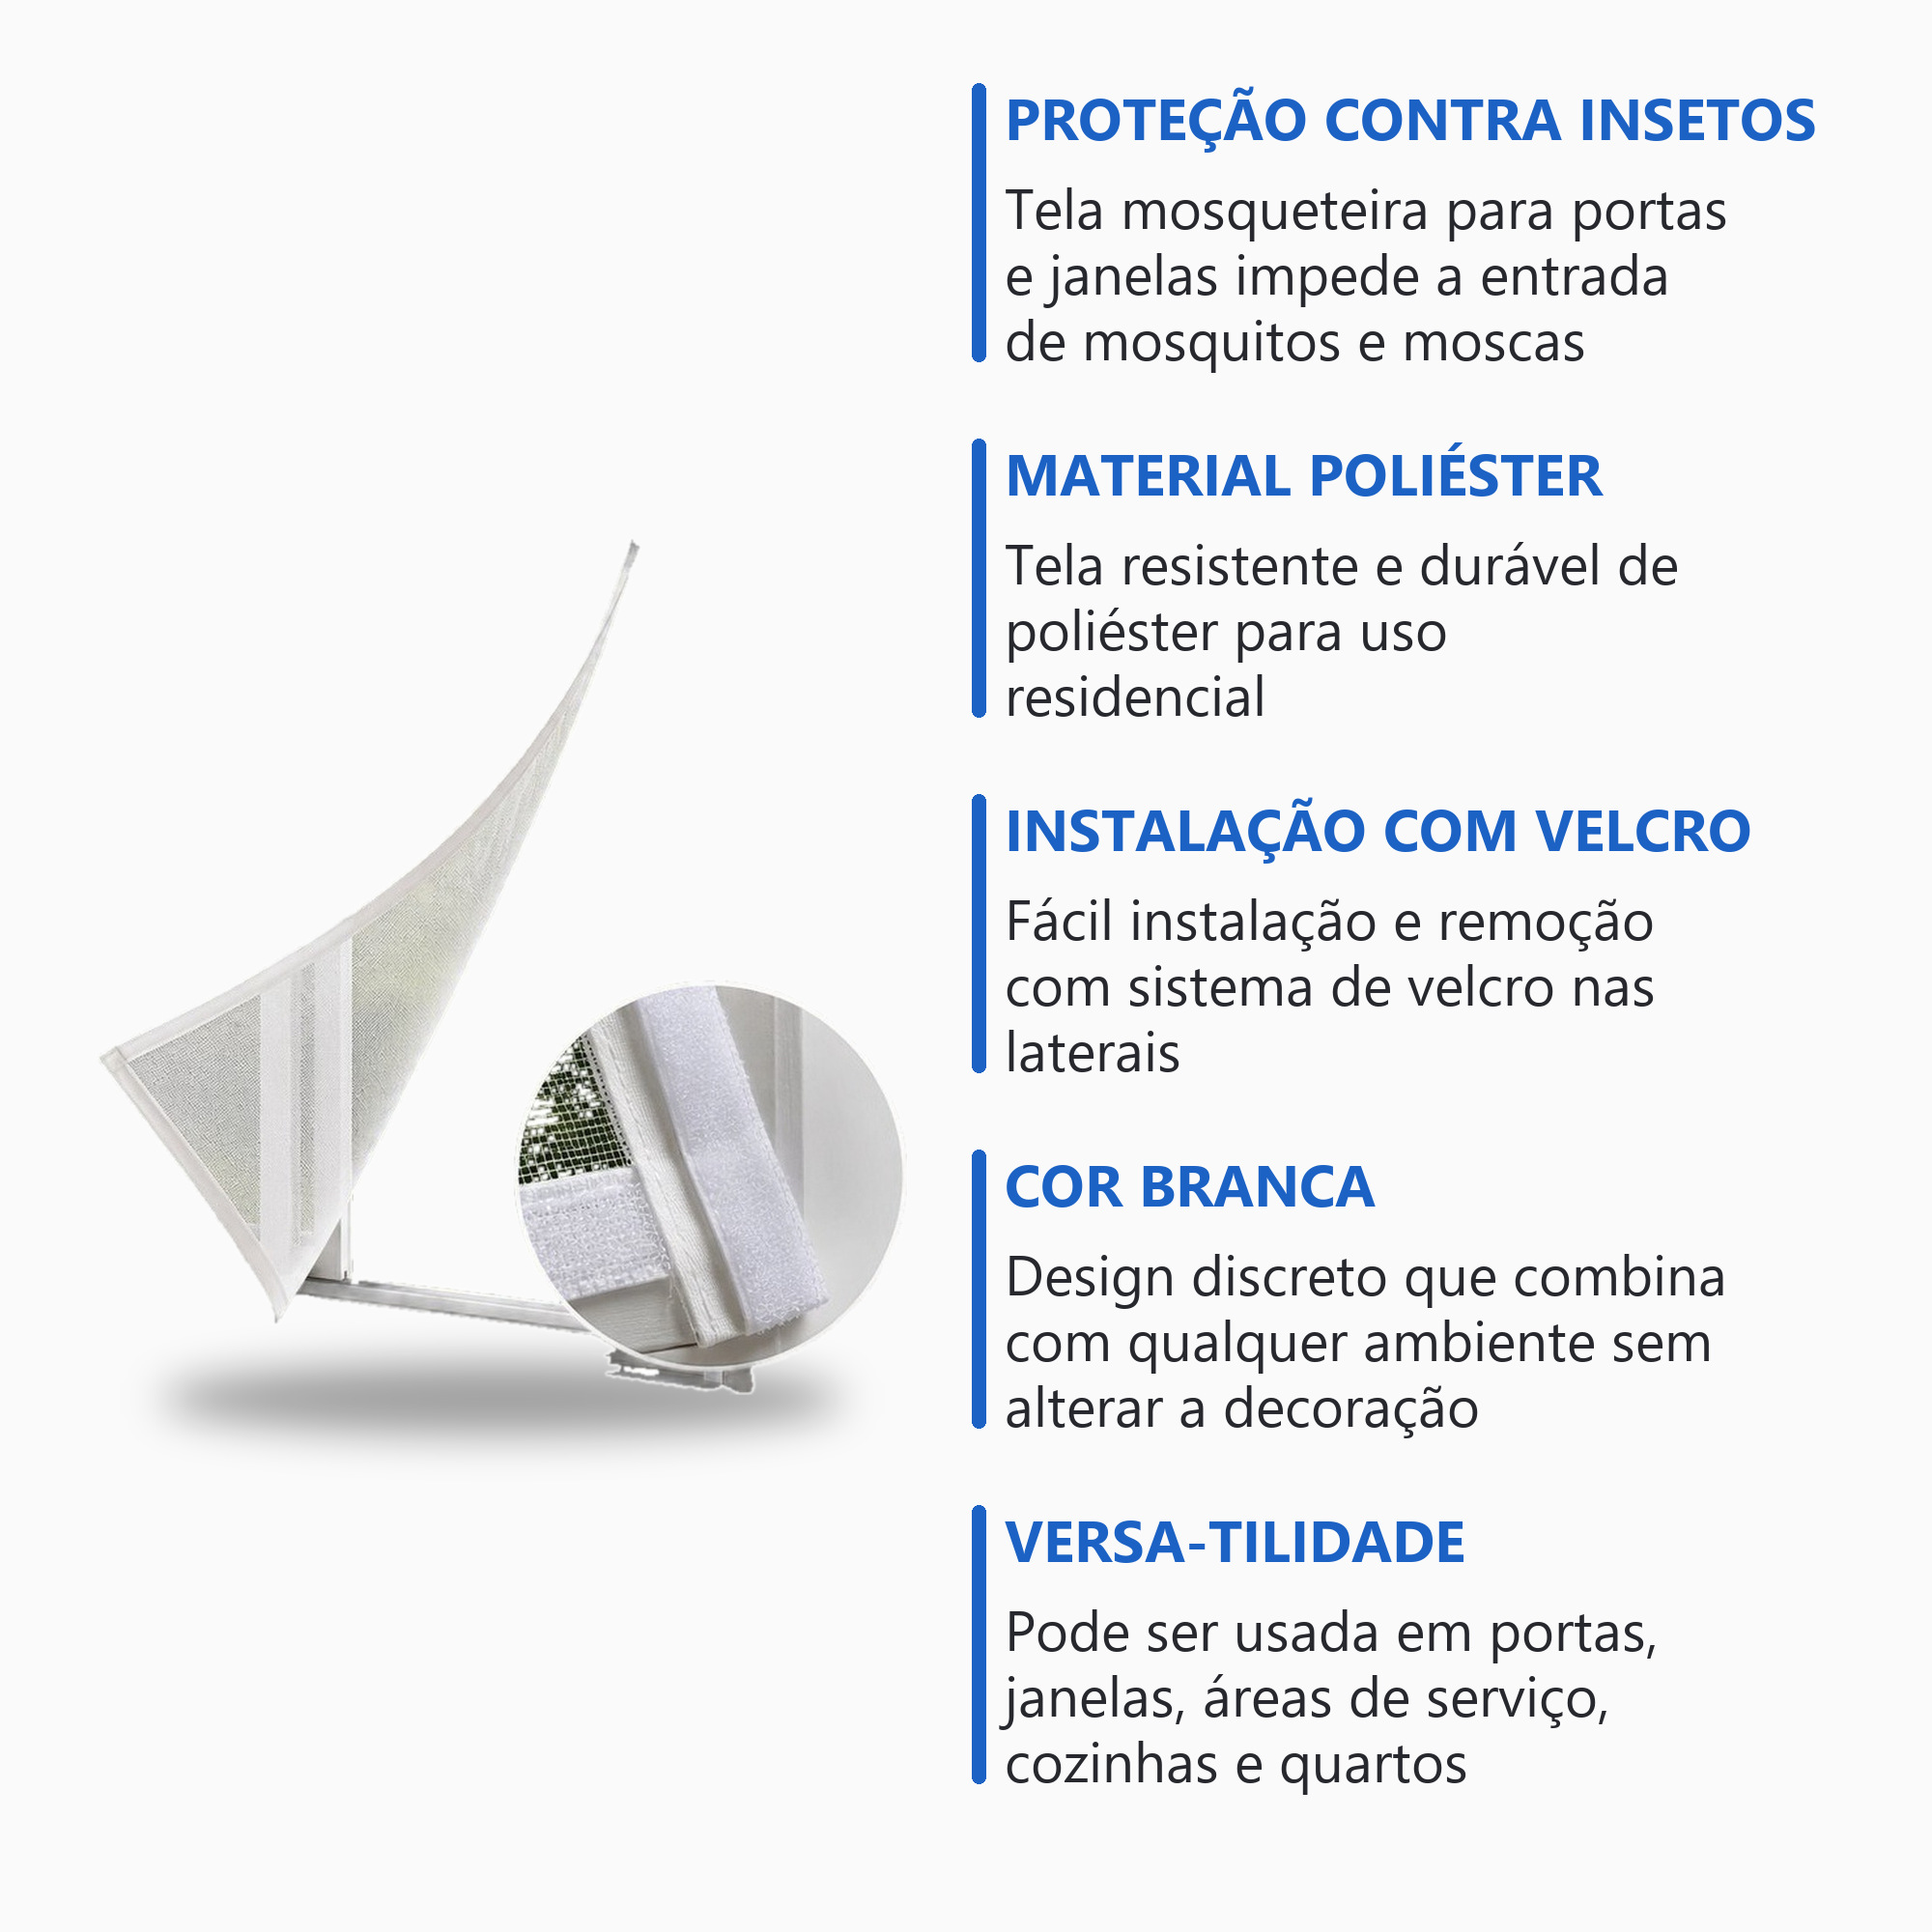 PROTEÇÃO CONTRA INSETOS
Tela mosqueteira para portas
e janelas impede a entrada
de mosquitos e moscas
MATERIAL POLIÉSTER
Tela resistente e durável de
poliéster para uso
residencial
INSTALAÇÃO COM VELCRO
Fácil instalação e remoção
com sistema de velcro nas
laterais
COR BRANCA
Design discreto que combina
com qualquer ambiente sem
alterar a decoração
VERSA-TILIDADE
Pode ser usada em portas,
janelas, áreas de serviço,
cozinhas e quartos